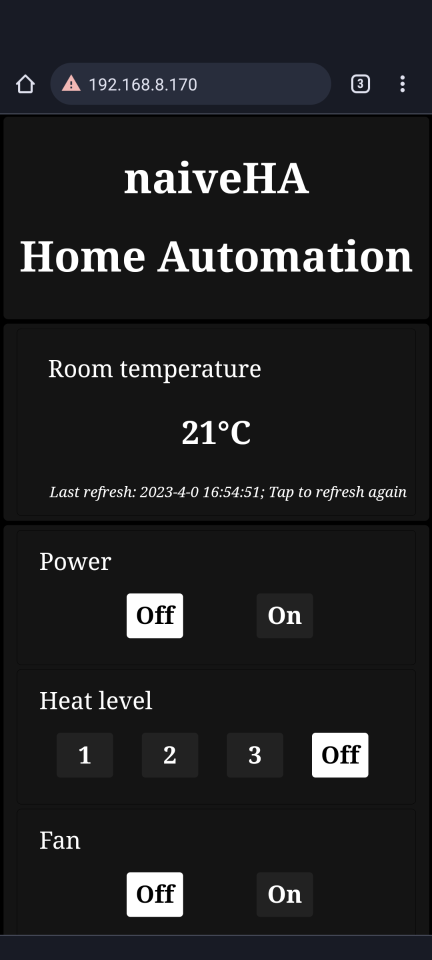 192.168.8.170
3
naiveHA
Home Automation
Room temperature
21°C
Last refresh: 2023-4-0 16:54:51; Tap to refresh again
Power
Off On
Heat level
1 2 3 Off
Fan
Off On